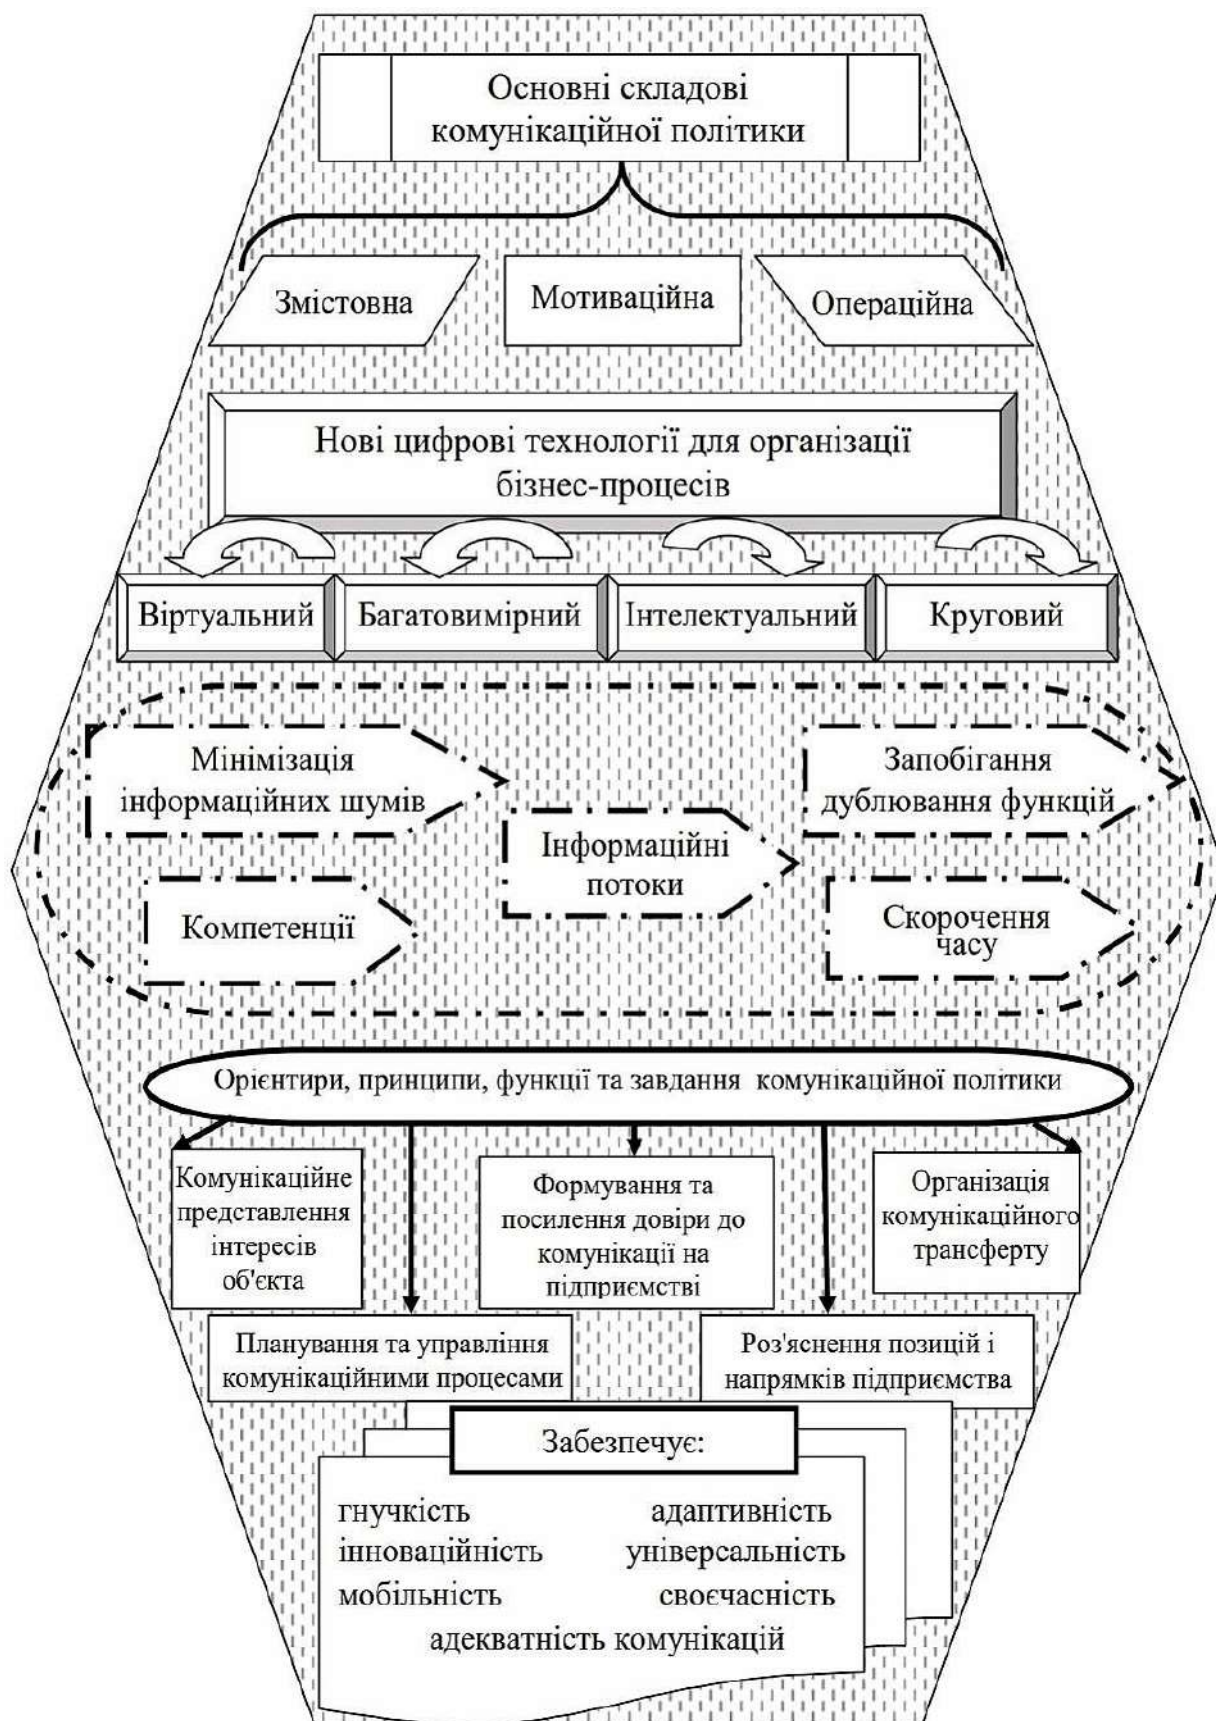 Основні складові
комунікаційної політики
Змістовна
Мотиваційна
Операційна
Нові цифрові технології для організації
бізнес-процесів
Віртуальний
Багатовимірний
Інтелектуальний
Круговий
Мінімізація
інформаційних шумів
Запобігання
дублювання функцій
Інформаційні
потоки
Компетенції
Скорочення
часу
Орієнтири, принципи, функції та завдання комунікаційної політики
Комунікаційне
представлення
інтересів
об'єкта
Формування та
посилення довіри до
комунікації на
підприємстві
Організація
комунікаційного
трансферту
Планування та управління
комунікаційними процесами
Роз'яснення позицій і
напрямків підприємства
Забезпечує:
гнучкість адаптивність
інноваційність універсальність
мобільність своєчасність
адекватність комунікацій